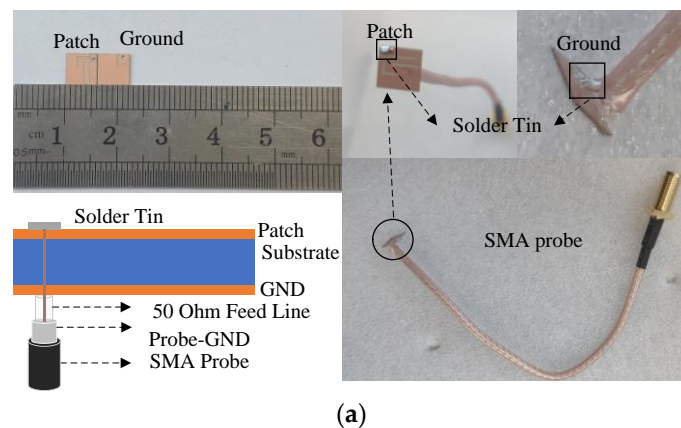 Patch Ground
mm
cm 1 2 3 4 5 6
0.5mm mm
Patch
Ground
Solder Tin
SMA probe
Solder Tin
Patch
Substrate
GND
50 Ohm Feed Line
Probe-GND
SMA Probe
(a)